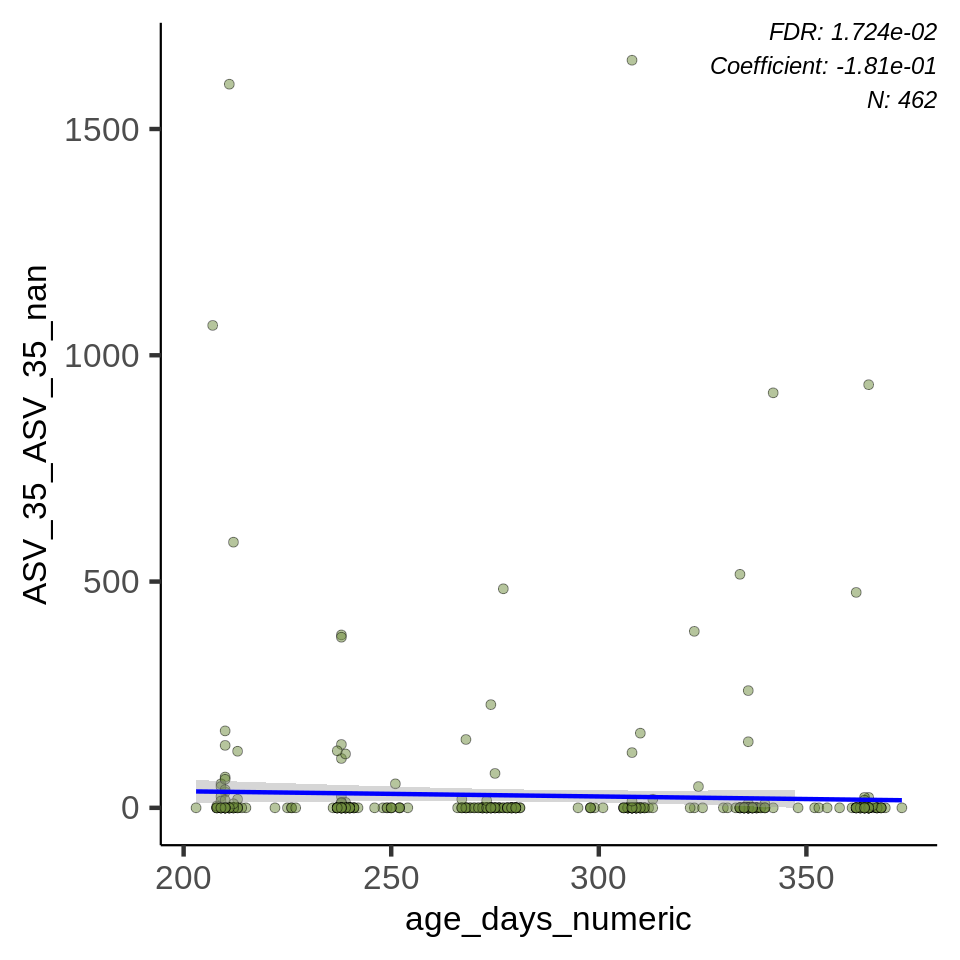 FDR: 1.724e-02
Coefficient: -1.81e-01
N: 462
ASV_35_ASV_35_nan
1500
1000
500
0
200 250 300 350
age_days_numeric